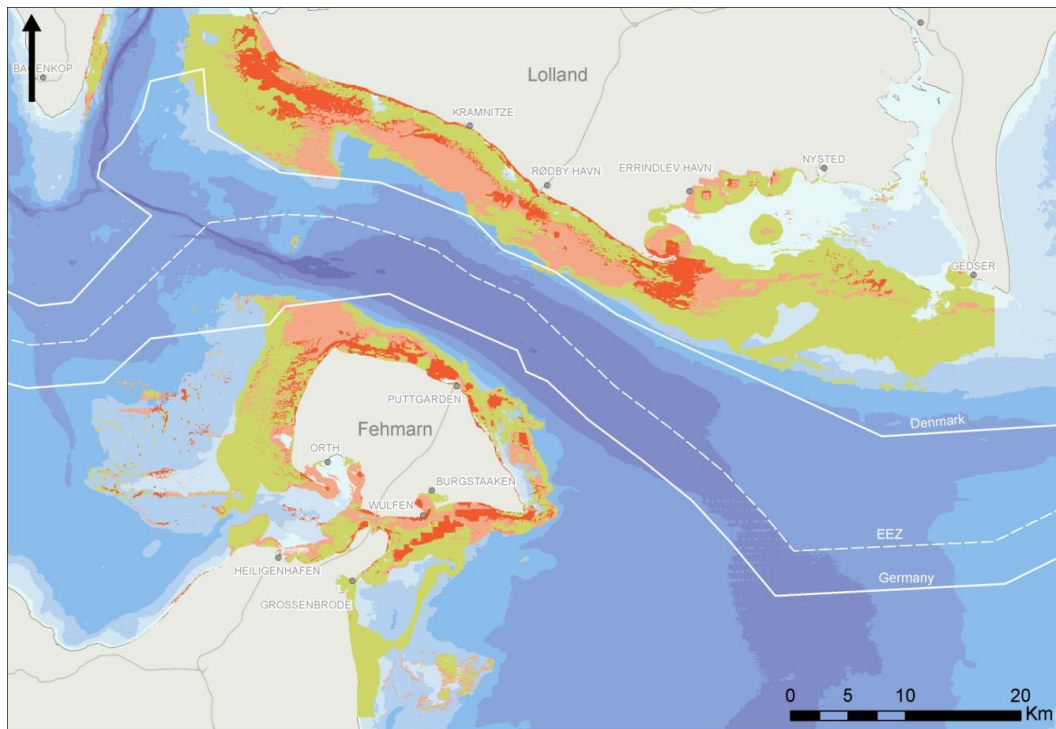 Lolland
BAGENKOP
KRAMNITZE
RØDBY HAVN
ERRINDLEV HAVN
NYSTED
GEDSER
PUTTGARDEN
Fehmarn
Denmark
ORTH
BURGSTAAKEN
WULFEN
EEZ
HEILIGENHAFEN
Germany
GROSSENBRODE
0 5 10 20
Km